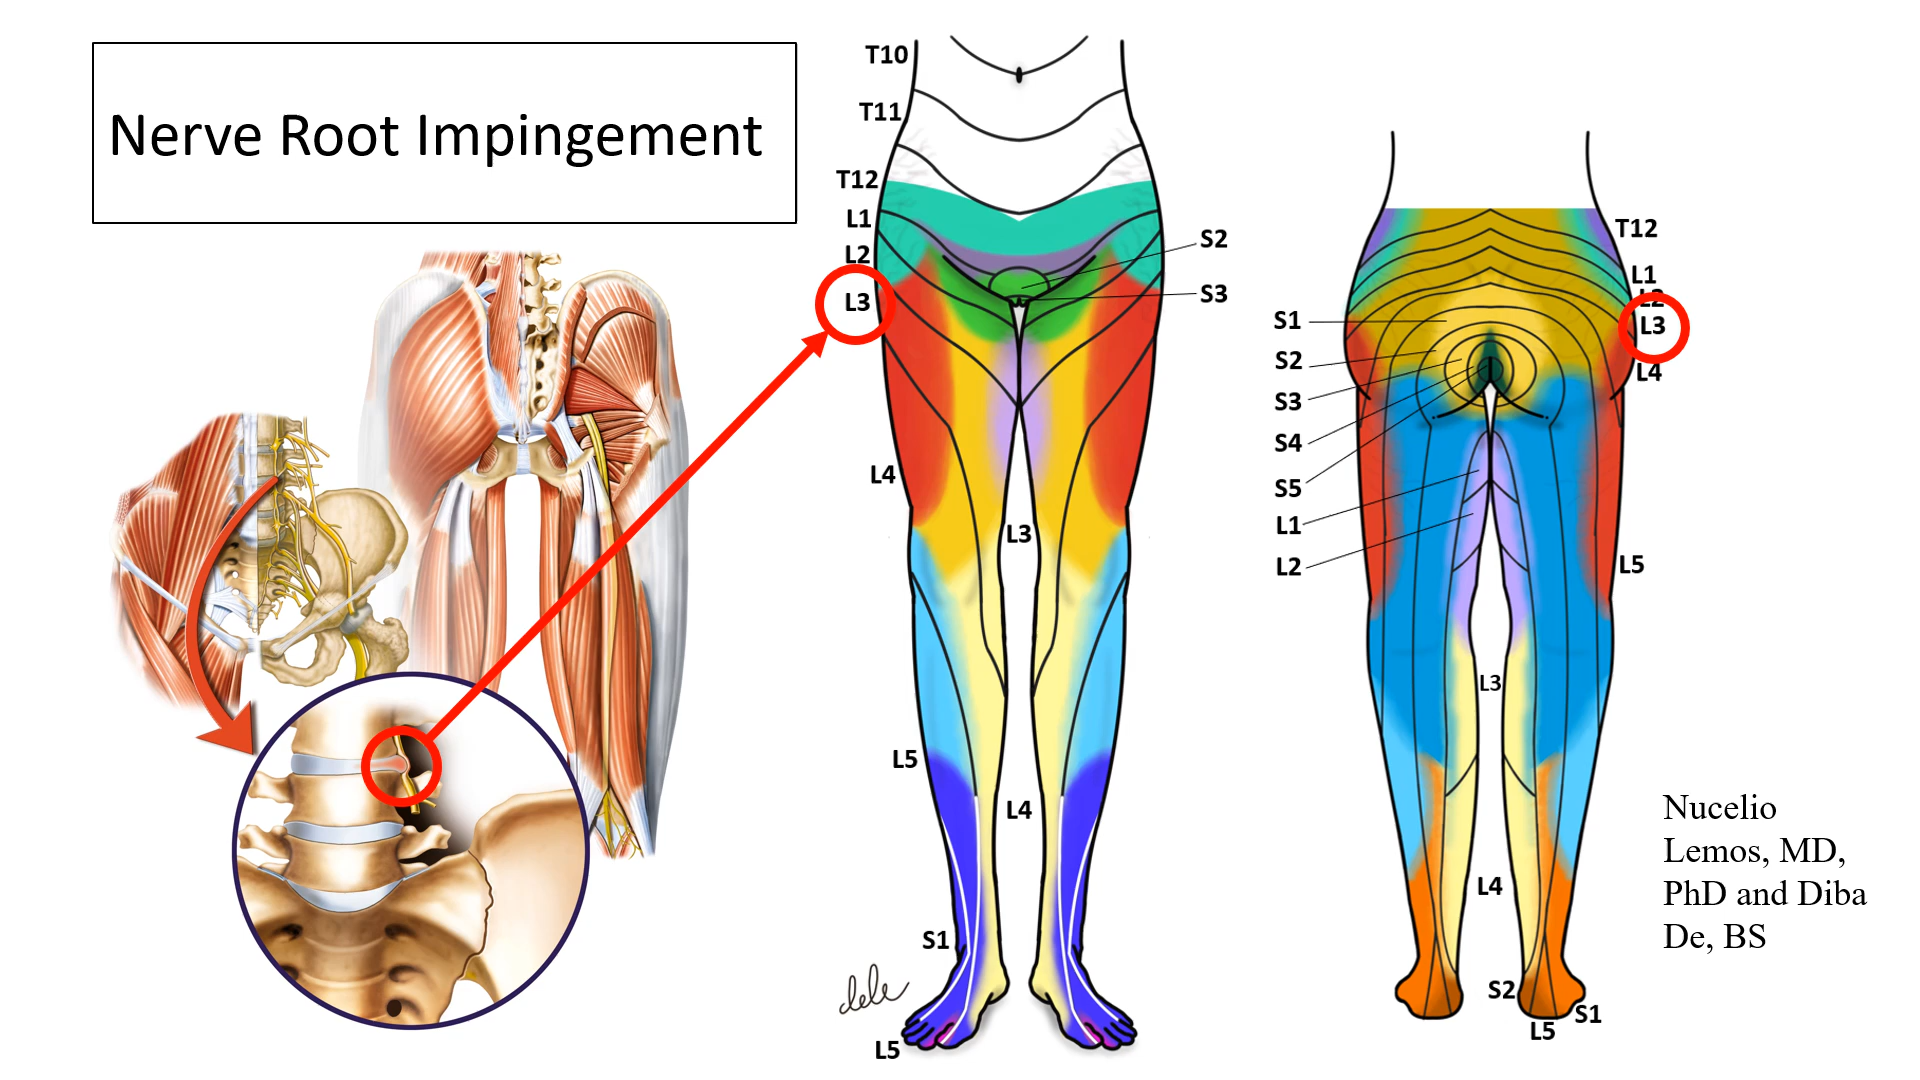 Nerve Root Impingement
T10
T11
T12
L1
L2
L3
L4
L3
L5
L4
S1
L5
S2
S3
dele
T12
L1
L2
L3
L4
S1
S2
S3
S4
S5
L1
L2
L5
L3
L4
S2
S1
L5
Nucelio
Lemos, MD,
PhD and Diba
De, BS